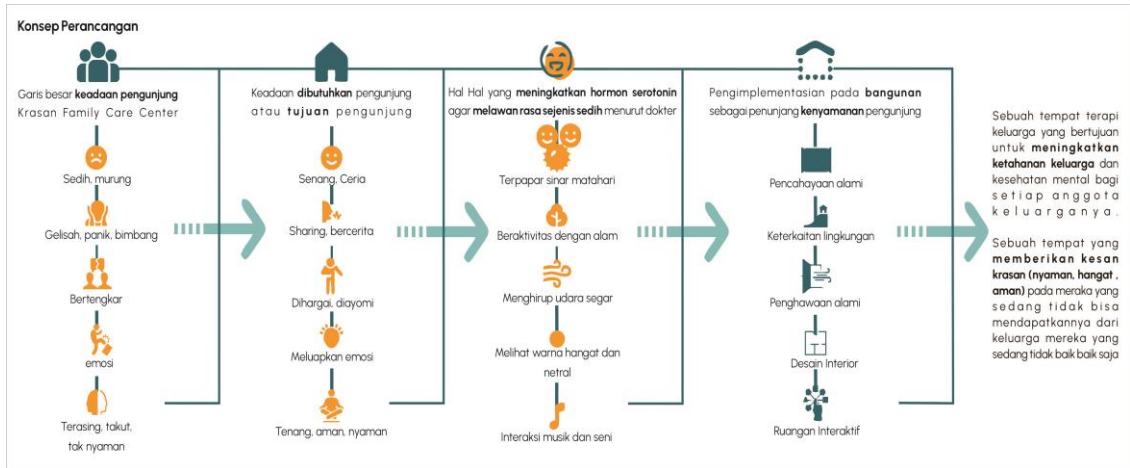 Konsep Perancangan
Garis besar keadaan pengunjung
Krasan Family Care Center
Sedih, murung
Gelisah, panik, bimbang
Bertengkar
emosi
Terasing, takut,
tak nyaman
Keadaan dibutuhkan pengunjung
atau tujuan pengunjung
Senang, Ceria
Sharing, bercerita
Dihargai, diayomi
Meluapkan emosi
Tenang, aman, nyaman
Hal Hal yang meningkatkan hormon serotonin
agar melawan rasa sejenis sedih menurut dokter
Terpapar sinar matahari
Beraktivitas dengan alam
Menghirup udara segar
Melihat warna hangat dan
netral
Interaksi musik dan seni
Pengimplementasian pada bangunan
sebagai penunjang kenyamanan pengunjung
Pencahayaan alami
Keterkaitan lingkungan
Penghawaan alami
Desain Interior
Ruangan Interaktif
Sebuah tempat terapi
keluarga yang bertujuan
untuk meningkatkan
ketahanan keluarga dan
kesehatan mental bagi
setiap anggota
keluarganya.
Sebuah tempat yang
memberikan kesan
krasan (nyaman, hangat ,
aman) pada meraka yang
sedang tidak bisa
mendapatkannya dari
keluarga mereka yang
sedang tidak baik baik saja